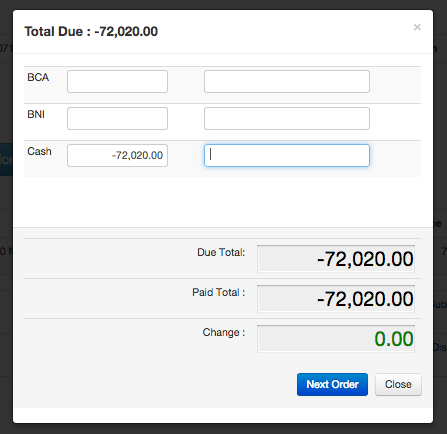 Total Due : -72,020.00 ×
BCA
BNI
Cash -72,020.00
Due Total: -72,020.00
Paid Total : -72,020.00
Change : 0.00
Next Order Close